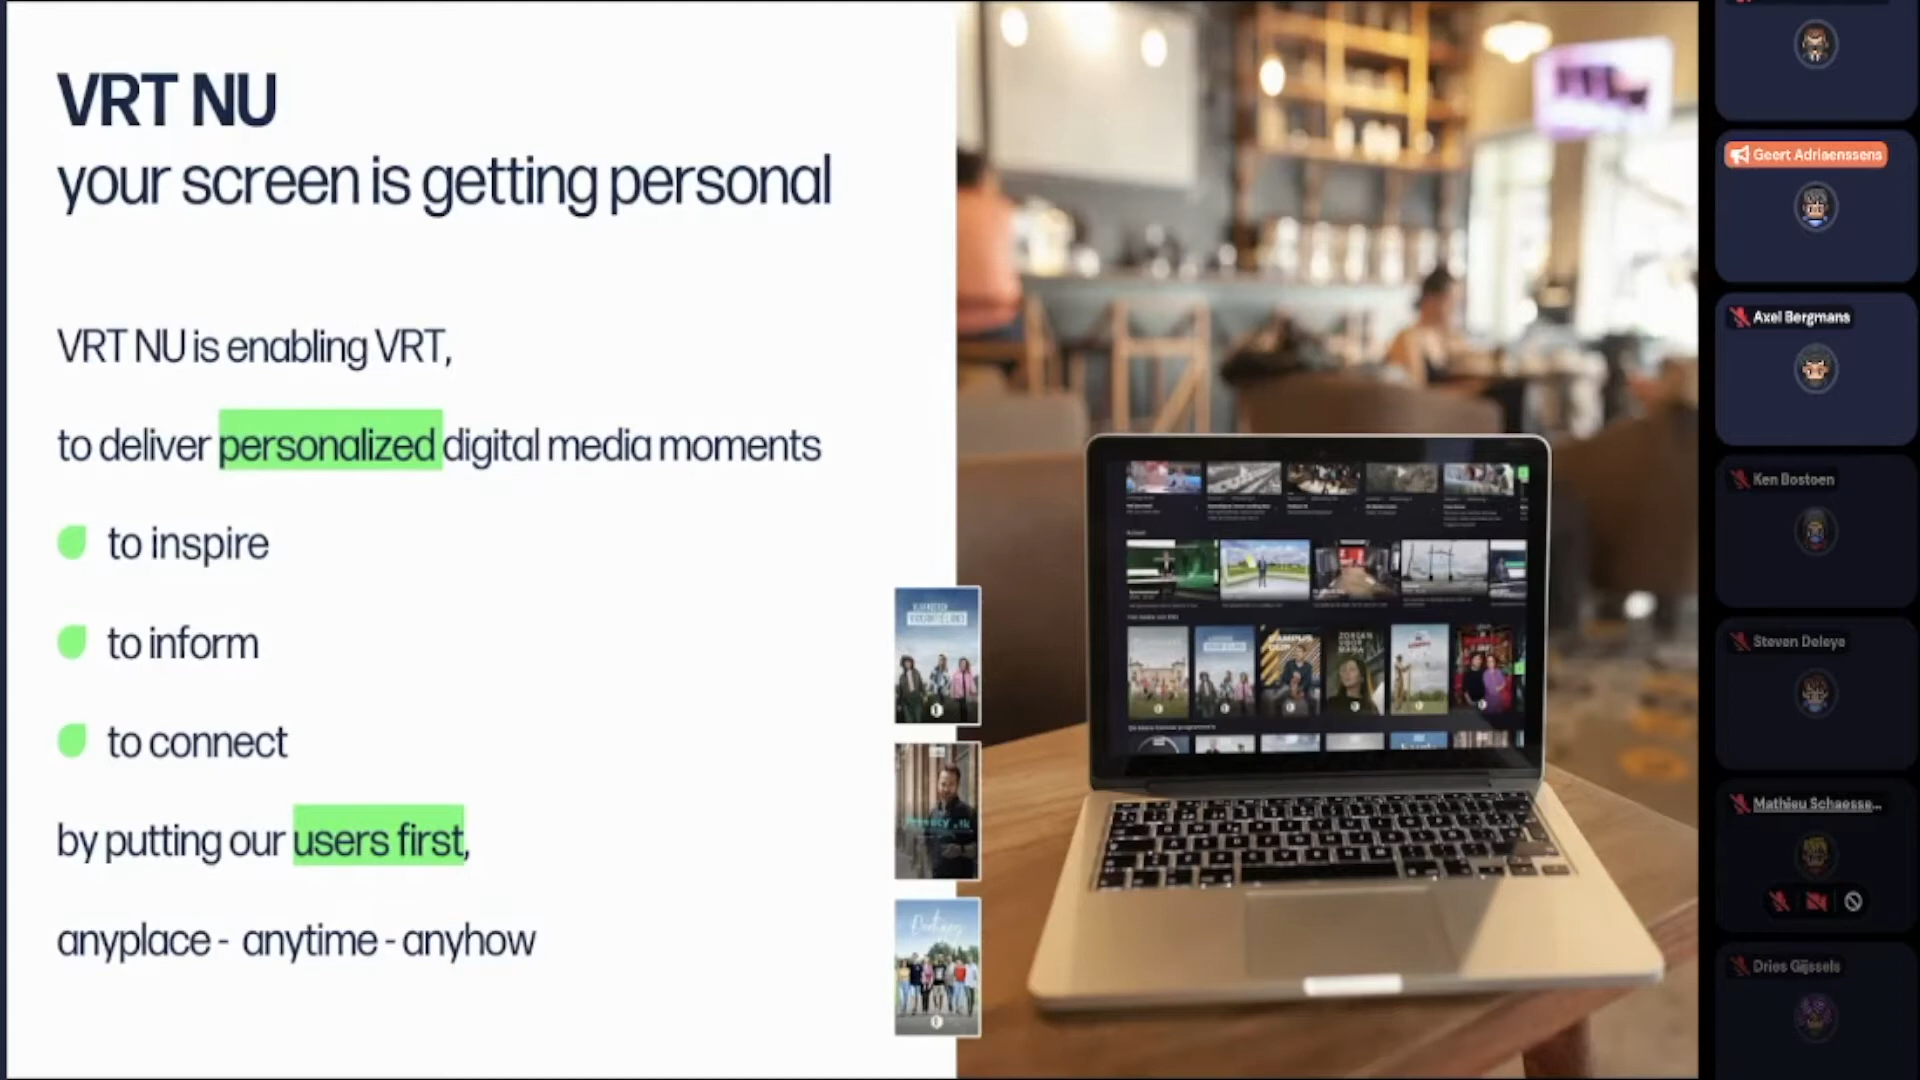 VRT NU
your screen is getting personal
VRT NU is enabling VRT,
to deliver personalized digital media moments
to inspire
to inform
to connect
by putting our users first,
anyplace - anytime - anyhow
Geert Adriaenssens
Axel Bergmans
Ken Bostoen
Steven Deleye
Mathieu Schaesse...
Dries Gijssels